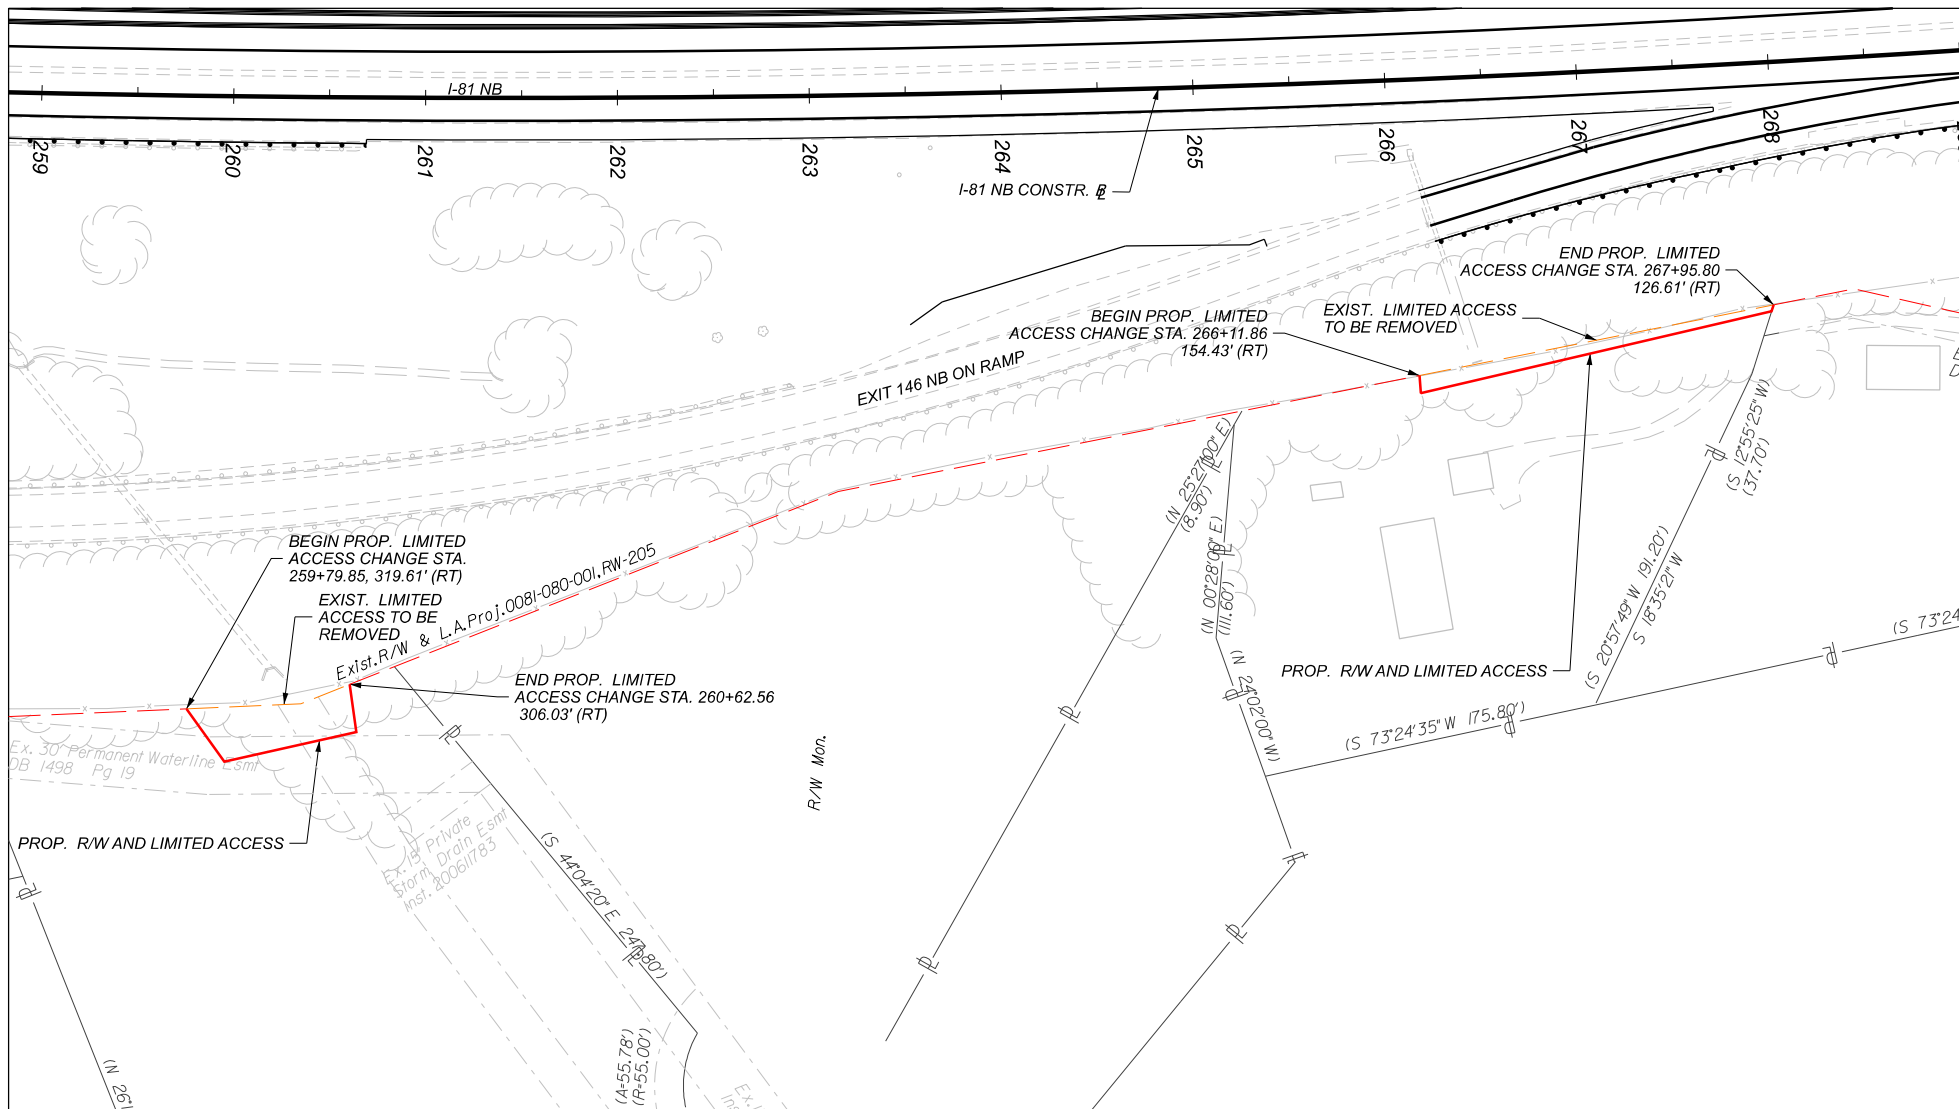 I-81 NB
259
260
261
262
263
264
265
266
267
268
I-81 NB CONSTR. BL
END PROP. LIMITED
ACCESS CHANGE STA. 267+95.80
126.61' (RT)
BEGIN PROP. LIMITED
ACCESS CHANGE STA. 266+11.86
154.43' (RT)
EXIST. LIMITED ACCESS
TO BE REMOVED
EXIT 146 NB ON RAMP
(N 25°27'00" E)
(8.90')
(N 00°28'00" E)
(111.60')
(S 12°55'25" W)
(37.70')
(S 20°57'49" W 191.20')
S 18°35'21" W
BEGIN PROP. LIMITED
ACCESS CHANGE STA.
259+79.85, 319.61' (RT)
EXIST. LIMITED
ACCESS TO BE
REMOVED
Exist.R/W & L.A.Proj.0081-080-001,RW-205
END PROP. LIMITED
ACCESS CHANGE STA. 260+62.56
306.03' (RT)
PROP. R/W AND LIMITED ACCESS
(S 73°24
(N 24°02'00" W)
(S 73°24'35" W 175.80')
R/W Mon.
Ex. 30' Permanent Waterline Esmt
DB 1498 Pg 19
PROP. R/W AND LIMITED ACCESS
Ex. 15' Private
Storm Drain Esmt
Inst. 200611783
(S 44°04'20" E 247.80')
(A=55.78')
(R=55.00')
(N 26°1